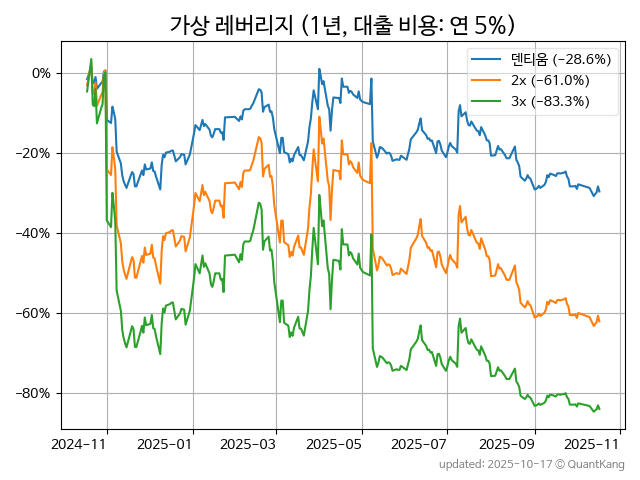 가상 레버리지 (1년, 대출 비용: 연 5%)
덴티움 (−28.6%)
2x (−61.0%)
3x (−83.3%)
0%
−20%
−40%
−60%
−80%
2024−11 2025−01 2025−03 2025−05 2025−07 2025−09 2025−11
updated: 2025-10-17 © QuantKang